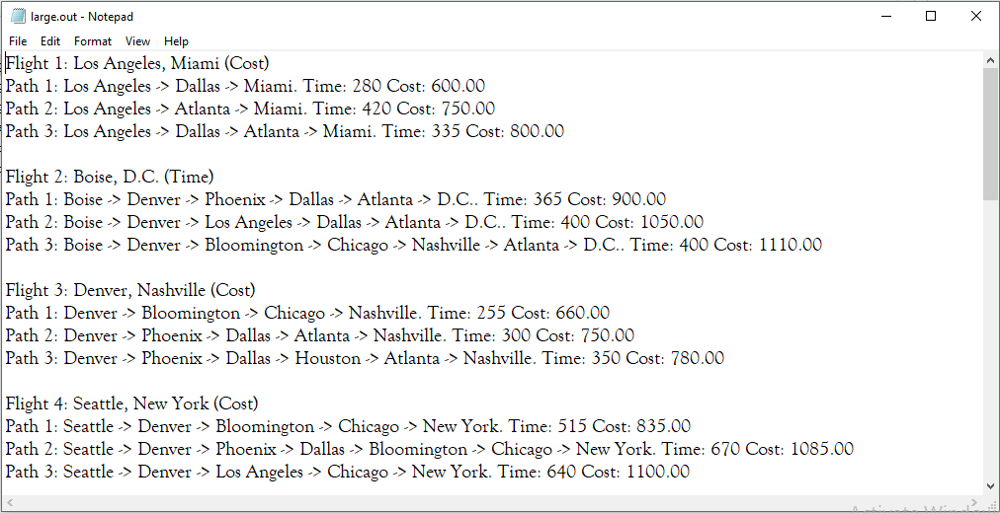 large.out - Notepad
File Edit Format View Help
Flight 1: Los Angeles, Miami (Cost)
Path 1: Los Angeles -> Dallas -> Miami. Time: 280 Cost: 600.00
Path 2: Los Angeles -> Atlanta -> Miami. Time: 420 Cost: 750.00
Path 3: Los Angeles -> Dallas -> Atlanta -> Miami. Time: 335 Cost: 800.00
Flight 2: Boise, D.C. (Time)
Path 1: Boise -> Denver -> Phoenix -> Dallas -> Atlanta -> D.C.. Time: 365 Cost: 900.00
Path 2: Boise -> Denver -> Los Angeles -> Dallas -> Atlanta -> D.C.. Time: 400 Cost: 1050.00
Path 3: Boise -> Denver -> Bloomington -> Chicago -> Nashville -> Atlanta -> D.C.. Time: 400 Cost: 1110.00
Flight 3: Denver, Nashville (Cost)
Path 1: Denver -> Bloomington -> Chicago -> Nashville. Time: 255 Cost: 660.00
Path 2: Denver -> Phoenix -> Dallas -> Atlanta -> Nashville. Time: 300 Cost: 750.00
Path 3: Denver -> Phoenix -> Dallas -> Houston -> Atlanta -> Nashville. Time: 350 Cost: 780.00
Flight 4: Seattle, New York (Cost)
Path 1: Seattle -> Denver -> Bloomington -> Chicago -> New York. Time: 515 Cost: 835.00
Path 2: Seattle -> Denver -> Phoenix -> Dallas -> Bloomington -> Chicago -> New York. Time: 670 Cost: 1085.00
Path 3: Seattle -> Denver -> Los Angeles -> Chicago -> New York. Time: 640 Cost: 1100.00